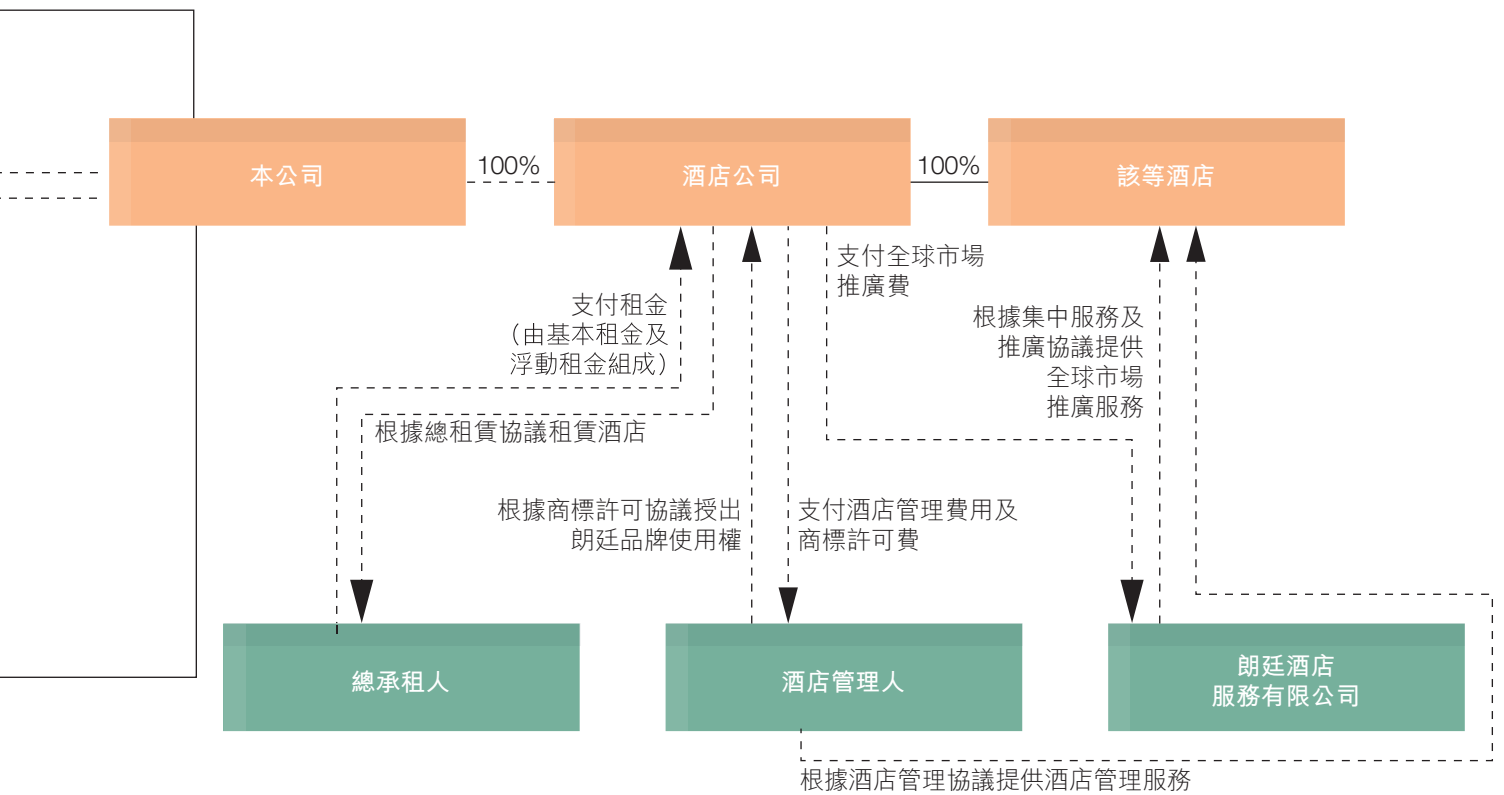 本公司
100%
酒店公司
100%
該等酒店
支付租金
(由基本租金及
浮動租金組成)
支付全球市場
推廣費
根據集中服務及
推廣協議提供
全球市場
推廣服務
根據總租賃協議租賃酒店
根據商標許可協議授出
朗廷品牌使用權
支付酒店管理費用及
商標許可費
總承租人
酒店管理人
朗廷酒店
服務有限公司
根據酒店管理協議提供酒店管理服務